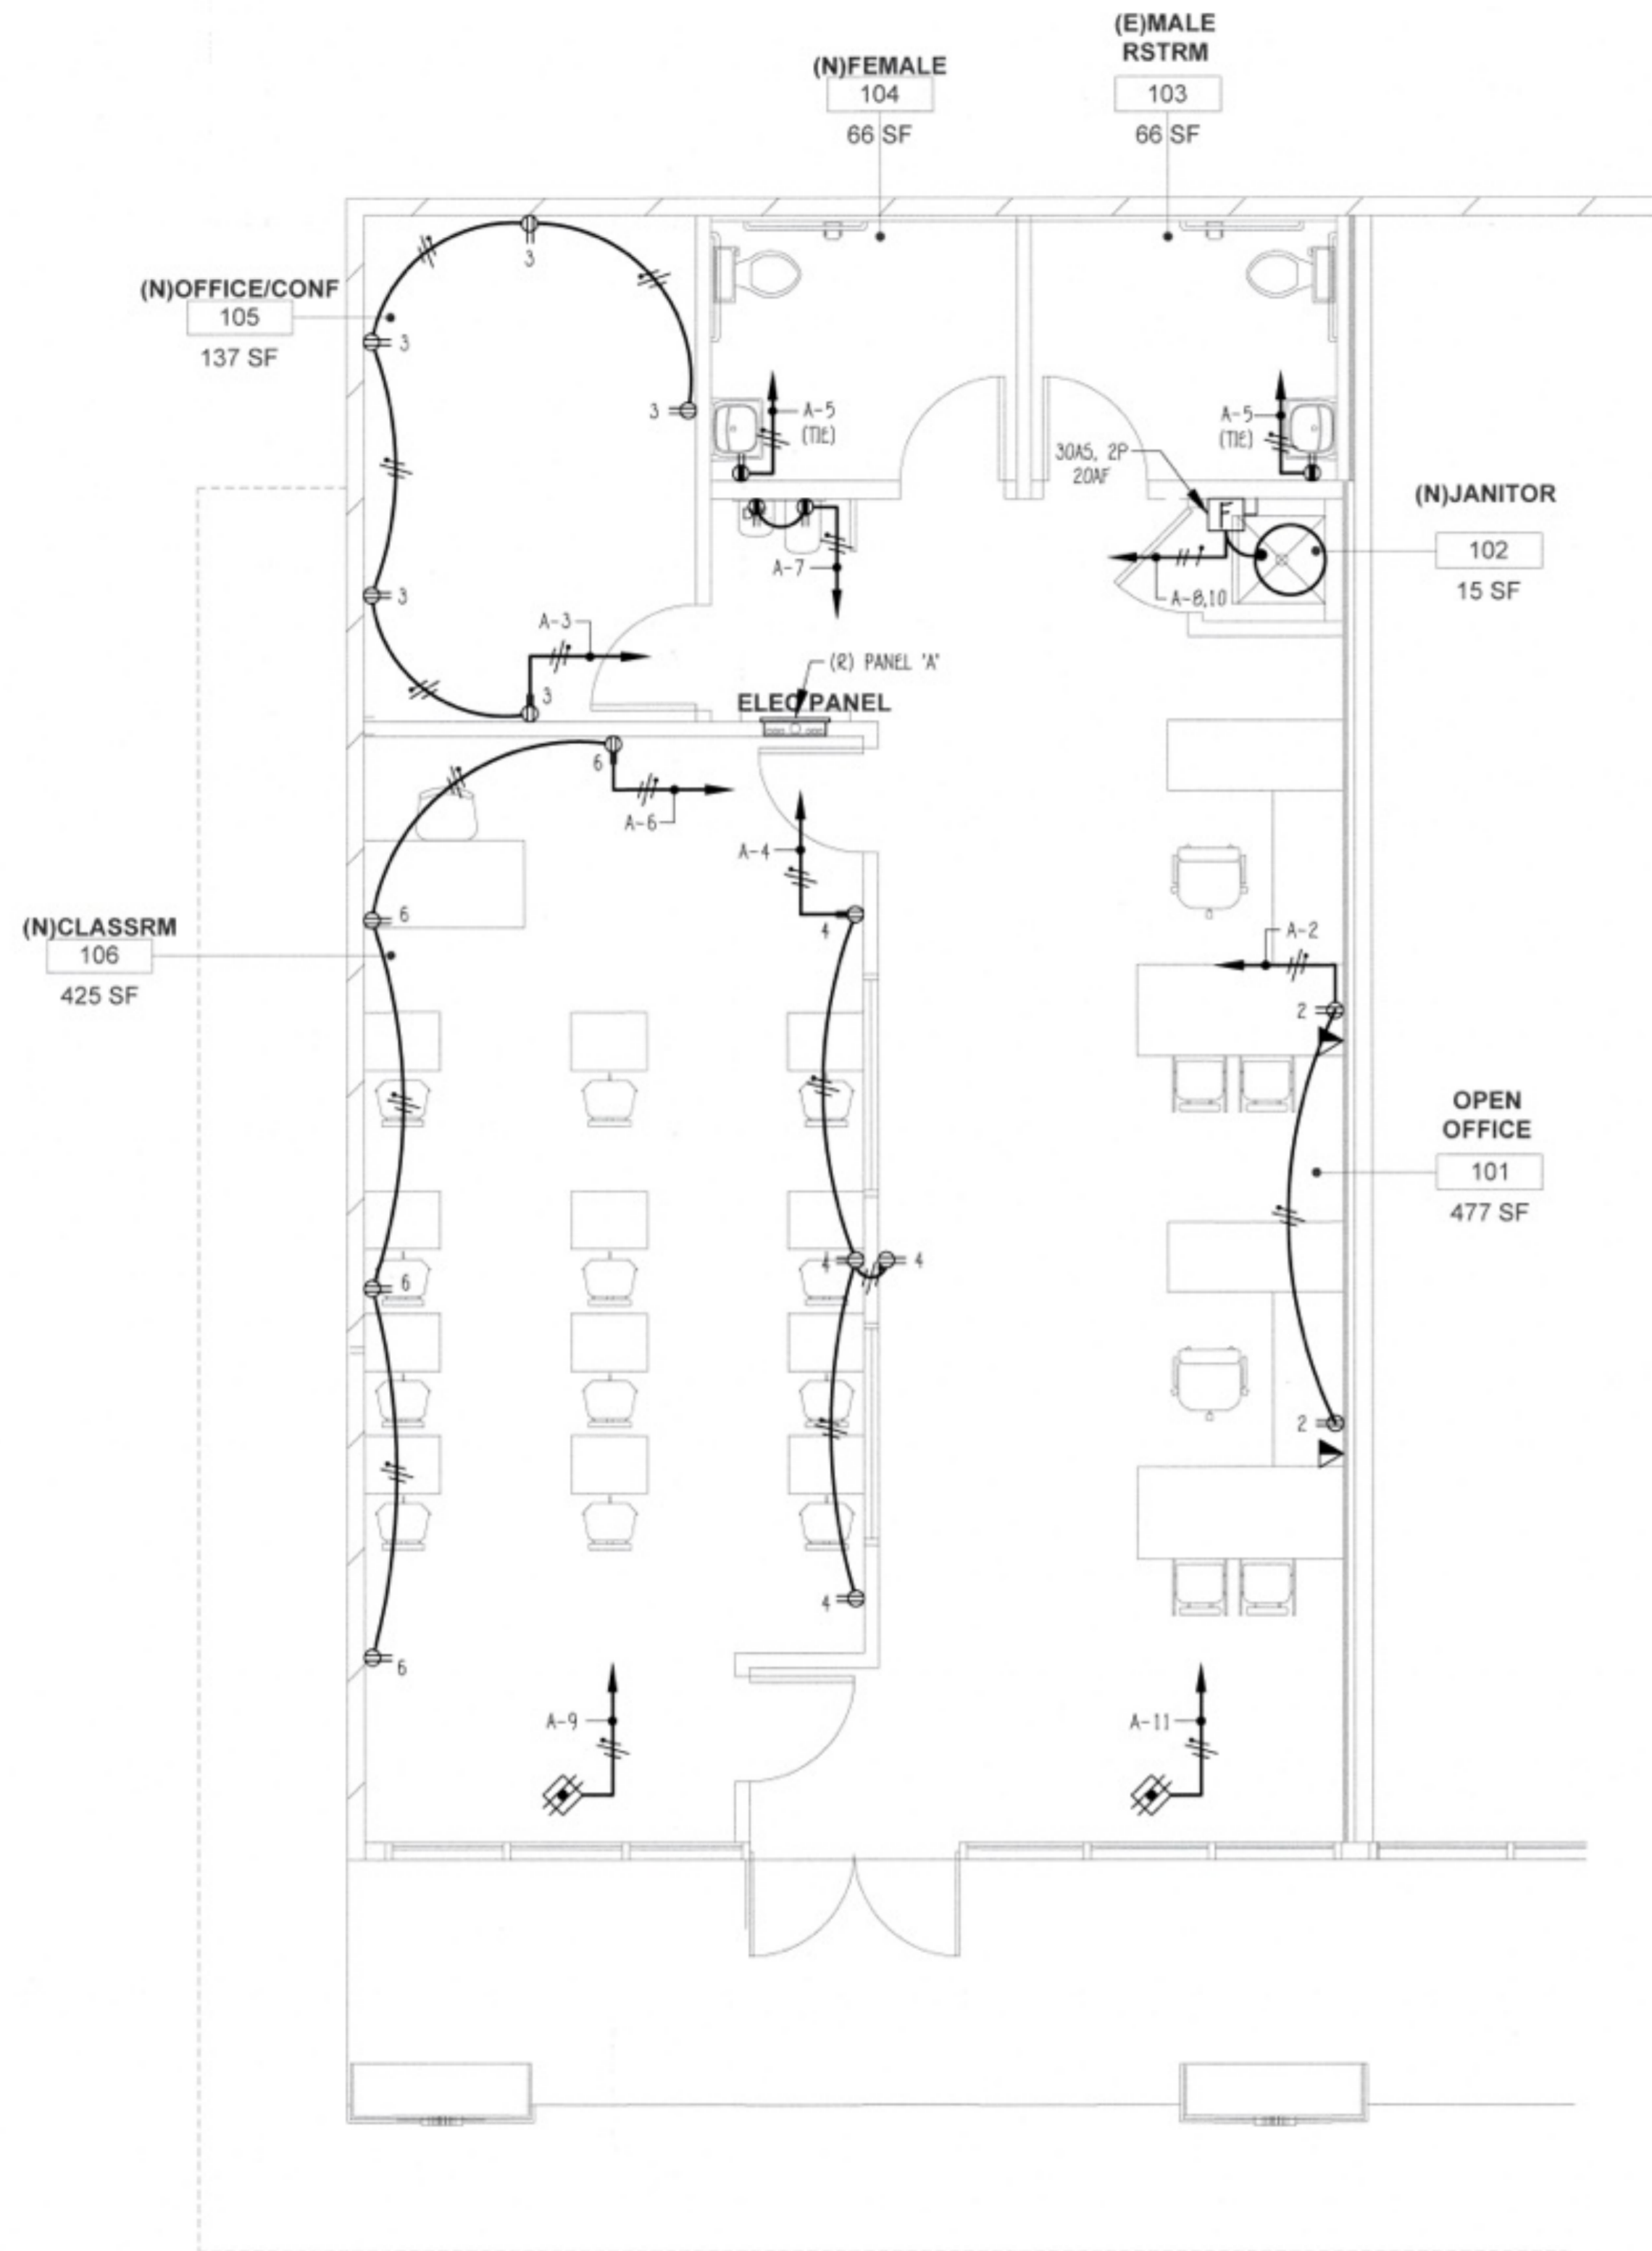 (E)MALE
RSTRM
103
66 SF
(N)FEMALE
104
66 SF
(N)OFFICE/CONF
105
137 SF
3
3
3
3
3
A-3
A-5
(TIE)
A-5
(TIE)
30AS, 2P
20AF
F
A-8,10
(N)JANITOR
102
15 SF
A-7
(R) PANEL 'A'
ELEC PANEL
6
A-6
A-4
4
6
(N)CLASSRM
106
425 SF
A-2
2
OPEN
OFFICE
101
477 SF
4
4
6
2
4
6
A-9
A-11